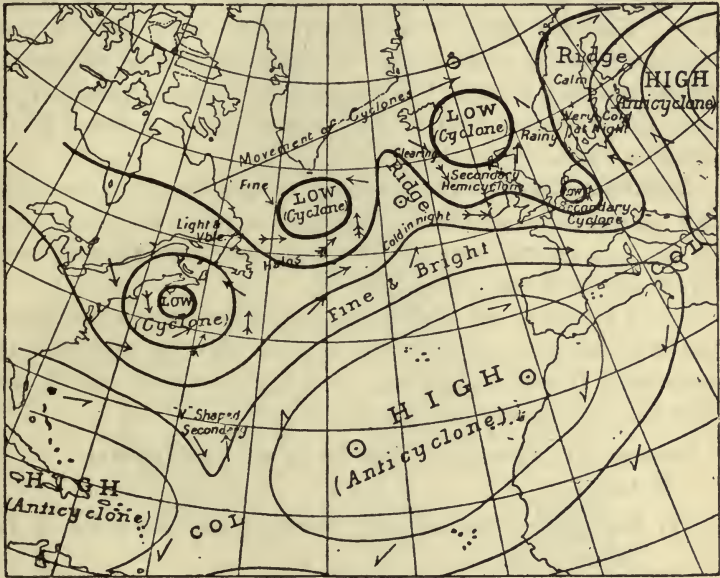 Ridge
Calm
HIGH
(Anticyclone)
Very Cold
at Night
LOW
(Cyclone)
Rainy
Movement of Cyclones
Clearing
Secondary
Hemicyclone
LOW
Secondary
Cyclone
Fine
LOW
(Cyclone)
Ridge
Cold in night
Light &
Vble
Halos
COL
Fine & Bright
LOW
(Cyclone)
HIGH
(Anticyclone)
V Shaped
Secondary
HIGH
(Anticyclone)
COL